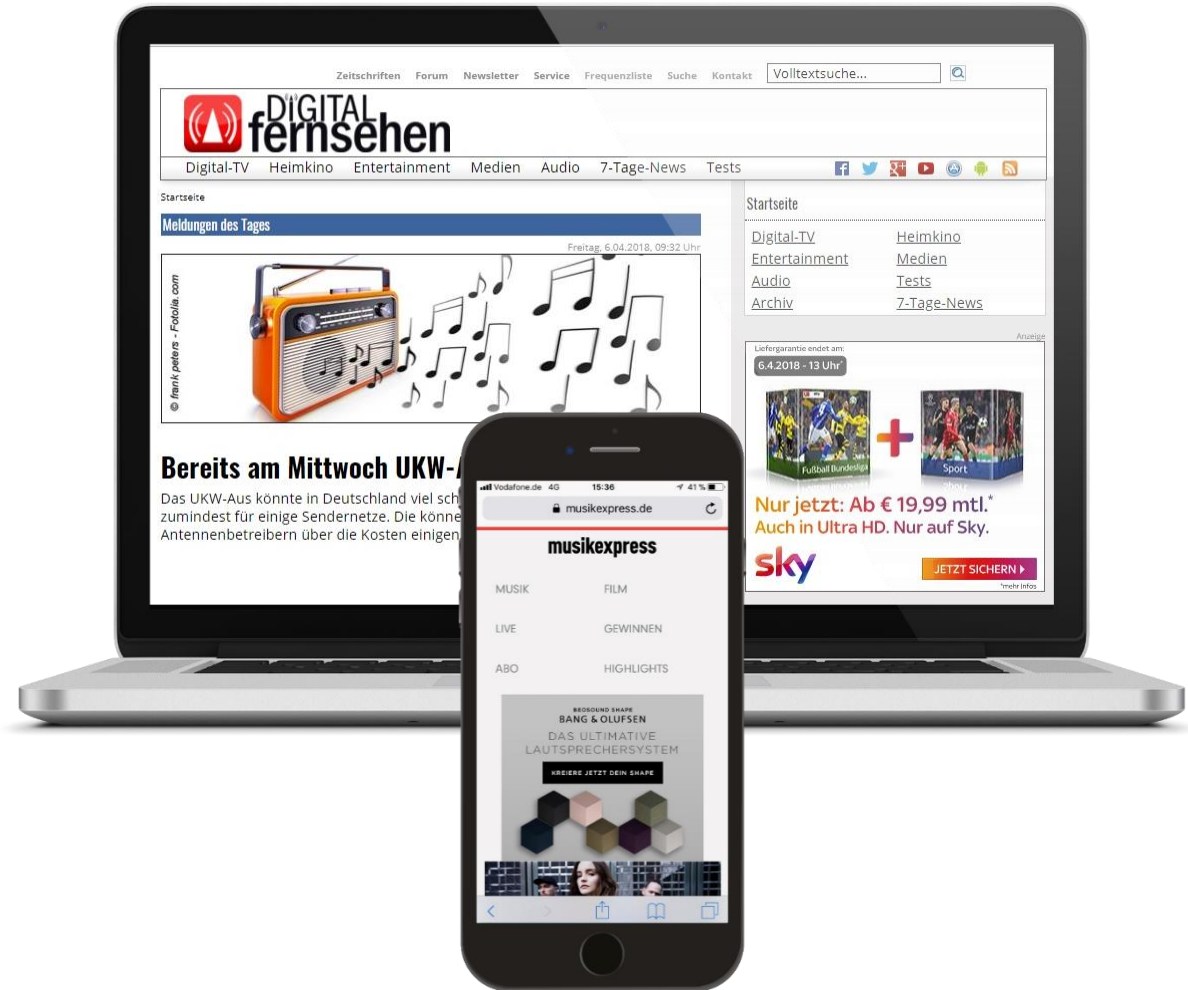 Zeitschriften Forum Newsletter Service Frequenzliste Suche Kontakt Volltextsuche...
DIGITAL
fernsehen
Digital-TV Heimkino Entertainment Medien Audio 7-Tage-News Tests
Startseite
Meldungen des Tages
Freitag, 6.04.2018, 09:32 Uhr
© frank peters - Fotolia.com
Bereits am Mittwoch UKW-
Das UKW-Aus könnte in Deutschland viel sch
zumindest für einige Sendernetze. Die könne
Antennenbetreibern über die Kosten einigen
Startseite
Digital-TV Heimkino
Entertainment Medien
Audio Tests
Archiv 7-Tage-News
Anzeige
Liefergarantie endet am:
6.4.2018 - 13 Uhr*
Fußball Bundesliga
Sport
Nur jetzt: Ab € 19,99 mtl.*
Auch in Ultra HD. Nur auf Sky.
sky
JETZT SICHERN
*mehr Infos
Vodafone.de 4G 15:36 41 %
musikexpress.de
musikexpress
MUSIK FILM
LIVE GEWINNEN
ABO HIGHLIGHTS
BEOSOUND SHAPE
BANG & OLUFSEN
DAS ULTIMATIVE
LAUTSPRECHERSYSTEM
KREIERE JETZT DEIN SHAPE